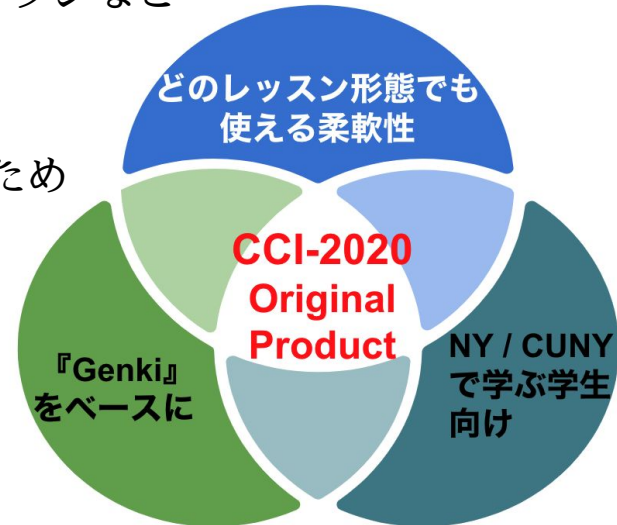 どのレッスン形態でも
使える柔軟性
ため
CCI-2020
Original
Product
『Genki』
をベースに
NY / CUNY
で学ぶ学生
向け